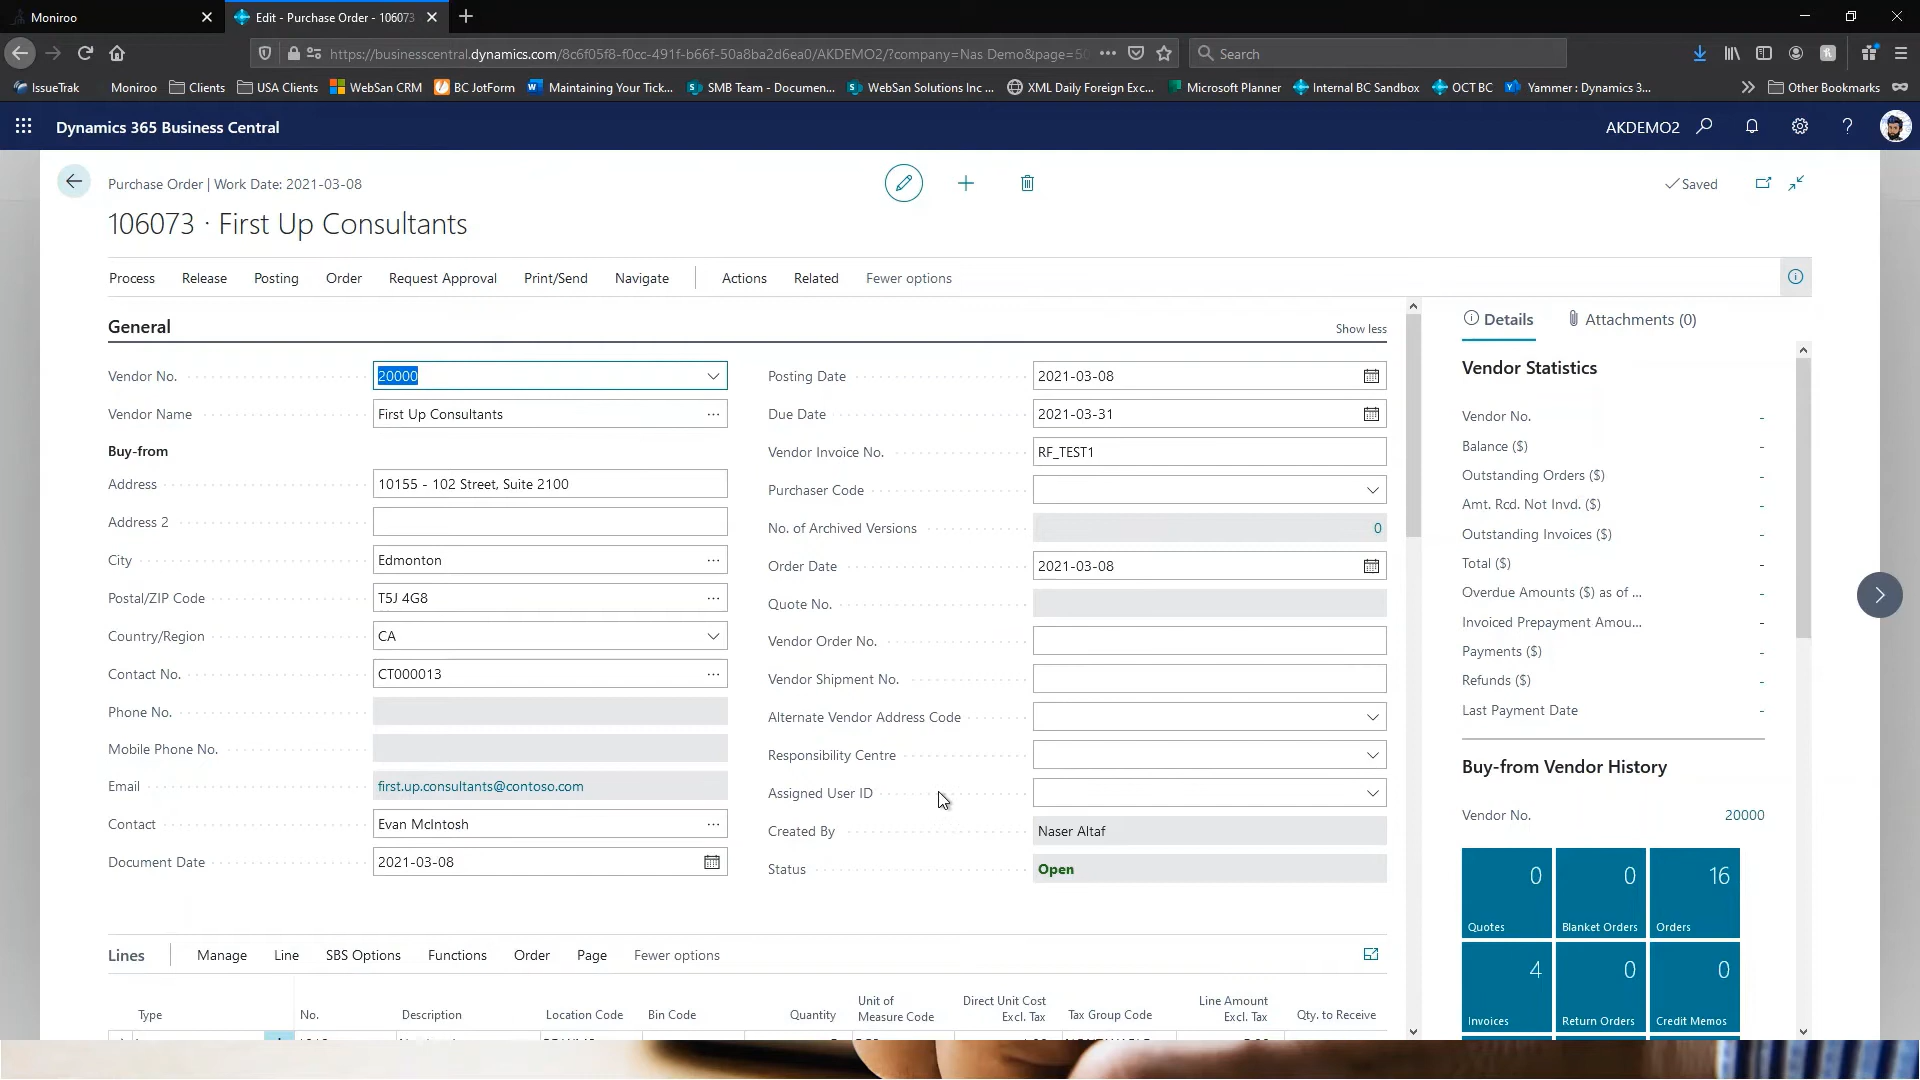 Moniroo
Edit - Purchase Order - 106073
https://businesscentral.dynamics.com/8c6f05f8-f0cc-491f-b66f-50a8ba2d6ea0/AKDEMO2/?company=Nas Demo&page=50
Search
IssueTrak Moniroo Clients USA Clients WebSan CRM BC JotForm Maintaining Your Tick... SMB Team - Documen... WebSan Solutions Inc ... XML Daily Foreign Exc... Microsoft Planner Internal BC Sandbox OCT BC Yammer : Dynamics 3... Other Bookmarks
Dynamics 365 Business Central
AKDEMO2
Purchase Order | Work Date: 2021-03-08
Saved
106073 · First Up Consultants
Process Release Posting Order Request Approval Print/Send Navigate Actions Related Fewer options
General
Show less
Vendor No. 20000
Vendor Name First Up Consultants
Buy-from
Address 10155 - 102 Street, Suite 2100
Address 2
City Edmonton
Postal/ZIP Code T5J 4G8
Country/Region CA
Contact No. CT000013
Phone No.
Mobile Phone No.
Email first.up.consultants@contoso.com
Contact Evan McIntosh
Document Date 2021-03-08
Posting Date 2021-03-08
Due Date 2021-03-31
Vendor Invoice No. RF_TEST1
Purchaser Code
No. of Archived Versions 0
Order Date 2021-03-08
Quote No.
Vendor Order No.
Vendor Shipment No.
Alternate Vendor Address Code
Responsibility Centre
Assigned User ID
Created By Naser Altaf
Status Open
Details Attachments (0)
Vendor Statistics
Vendor No. -
Balance ($) -
Outstanding Orders ($) -
Amt. Rcd. Not Invd. ($) -
Outstanding Invoices ($) -
Total ($) -
Overdue Amounts ($) as of ... -
Invoiced Prepayment Amou... -
Payments ($) -
Refunds ($) -
Last Payment Date -
Buy-from Vendor History
Vendor No. 20000
0 0 16
Quotes Blanket Orders Orders
4 0 0
Invoices Return Orders Credit Memos
Lines Manage Line SBS Options Functions Order Page Fewer options
Type No. Description Location Code Bin Code Quantity Unit of Measure Code Direct Unit Cost Excl. Tax Tax Group Code Line Amount Excl. Tax Qty. to Receive